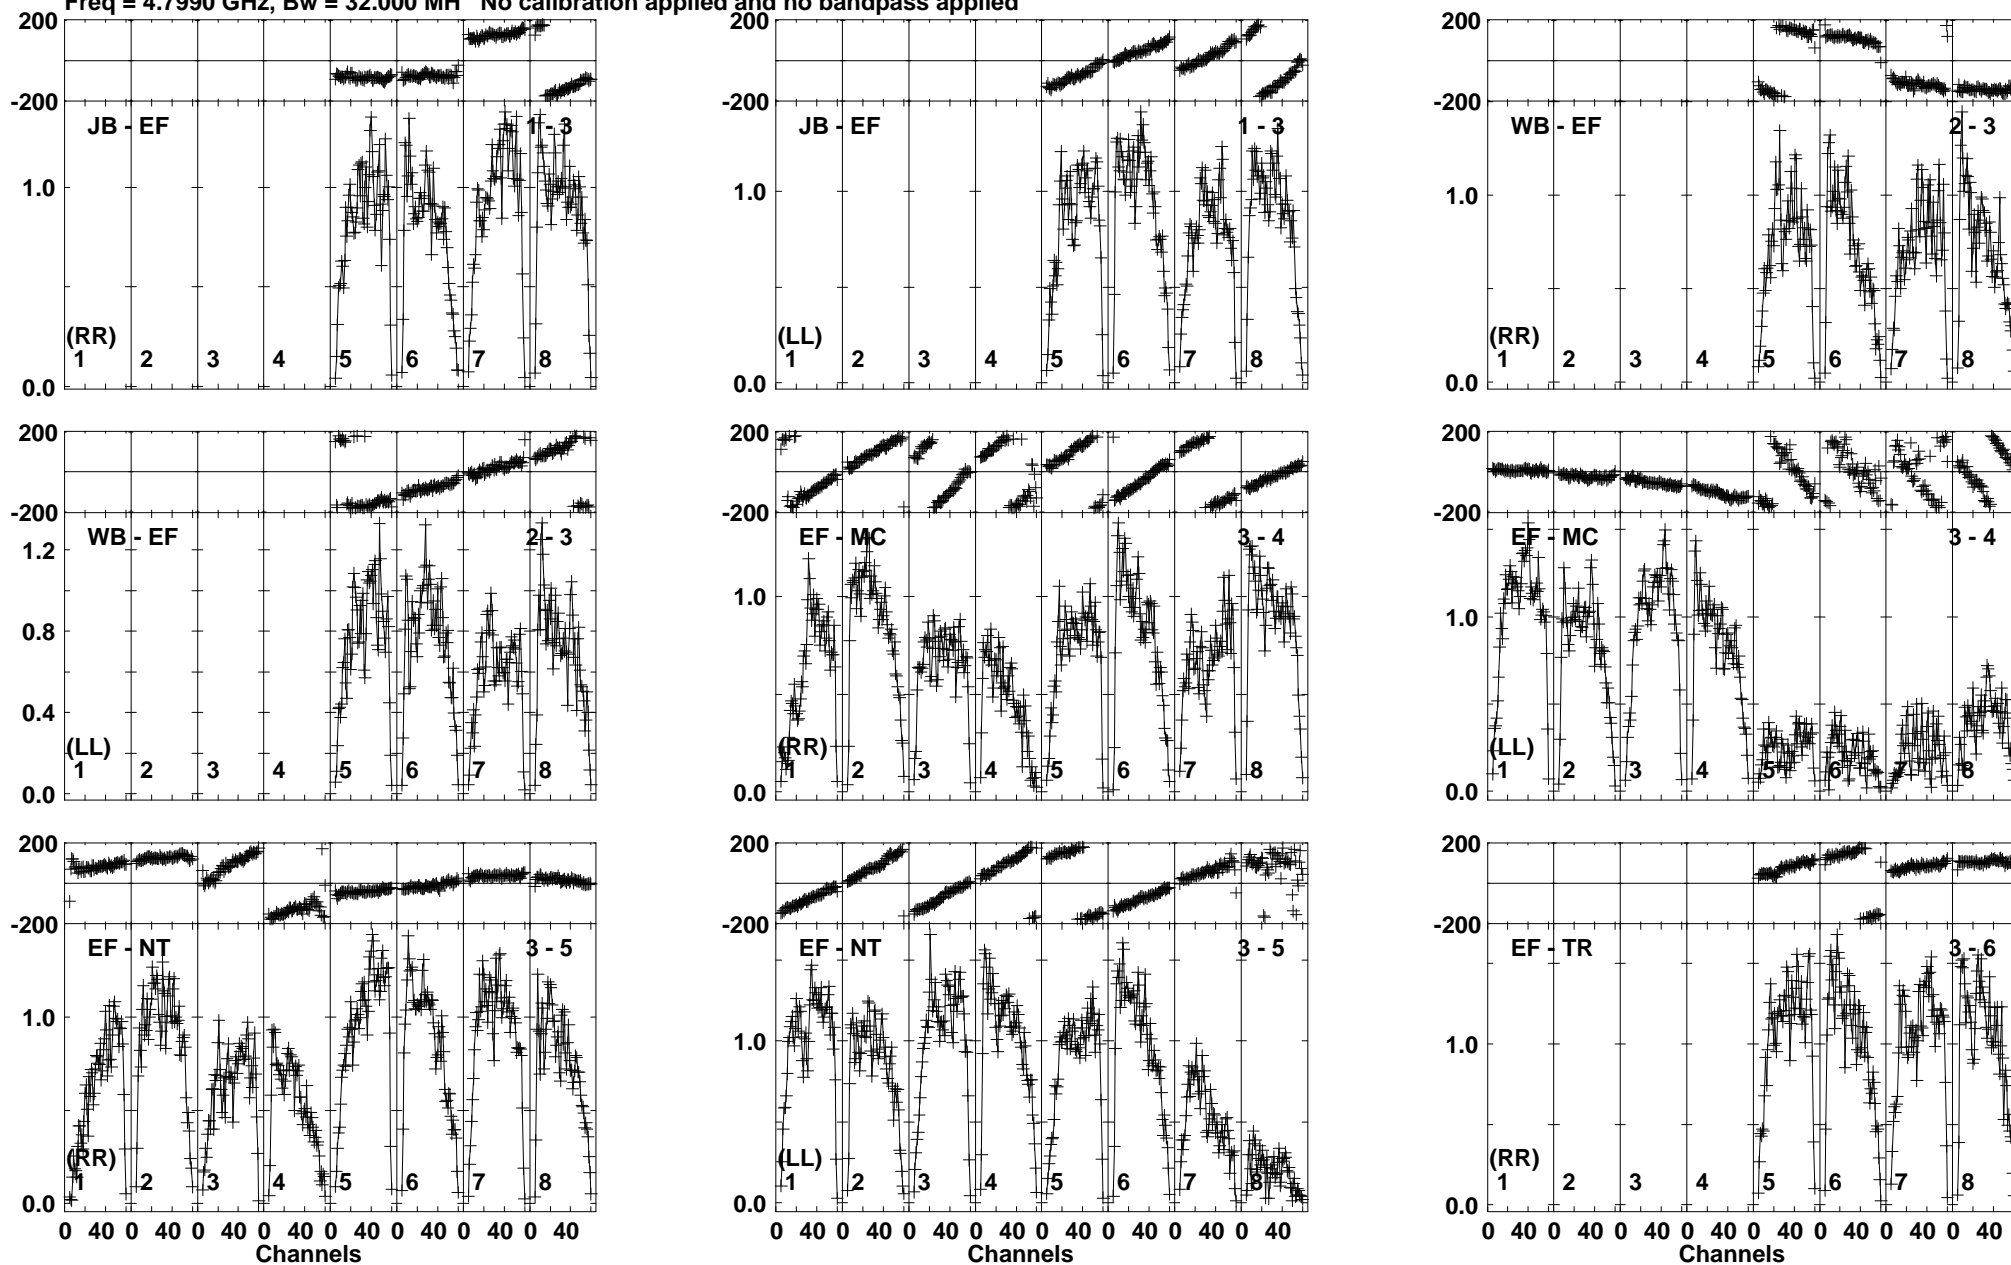 Freq = 4.7990 GHz, Bw = 32.000 MH No calibration applied and no bandpass applied
200
-200
JB - EF 1 - 3
1.0
(RR)
1 2 3 4 5 6 7 8
0.0
JB - EF 1 - 3
1.0
(LL)
1 2 3 4 5 6 7 8
0.0
200
-200
WB - EF 2 - 3
1.0
(RR)
1 2 3 4 5 6 7 8
0.0
200
-200
WB - EF 2 - 3
1.2
1.0
0.8
0.6
0.4
(LL)
1 2 3 4 5 6 7 8
0.0
200
-200
EF - MC 3 - 4
1.0
(RR)
1 2 3 4 5 6 7 8
0.0
200
-200
EF - MC 3 - 4
1.0
(LL)
1 2 3 4 5 6 7 8
0.0
200
-200
EF - NT 3 - 5
1.0
(RR)
1 2 3 4 5 6 7 8
0.0
0 40 0 40 0 40 0 40 0 40 0 40 0 40 0 40
Channels
200
-200
EF - NT 3 - 5
1.0
(LL)
1 2 3 4 5 6 7 8
0.0
0 40 0 40 0 40 0 40 0 40 0 40 0 40 0 40
Channels
200
-200
EF - TR 3 - 6
1.0
(RR)
1 2 3 4 5 6 7 8
0.0
0 40 0 40 0 40 0 40 0 40 0 40 0 40 0 40
Channels